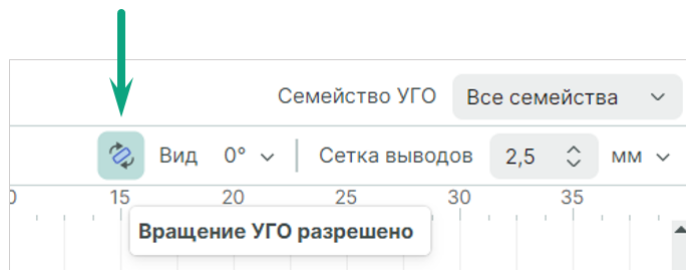 Семейство УГО Все семейства
Вид 0° Сетка выводов 2,5 мм
15 20 25 30 35
Вращение УГО разрешено